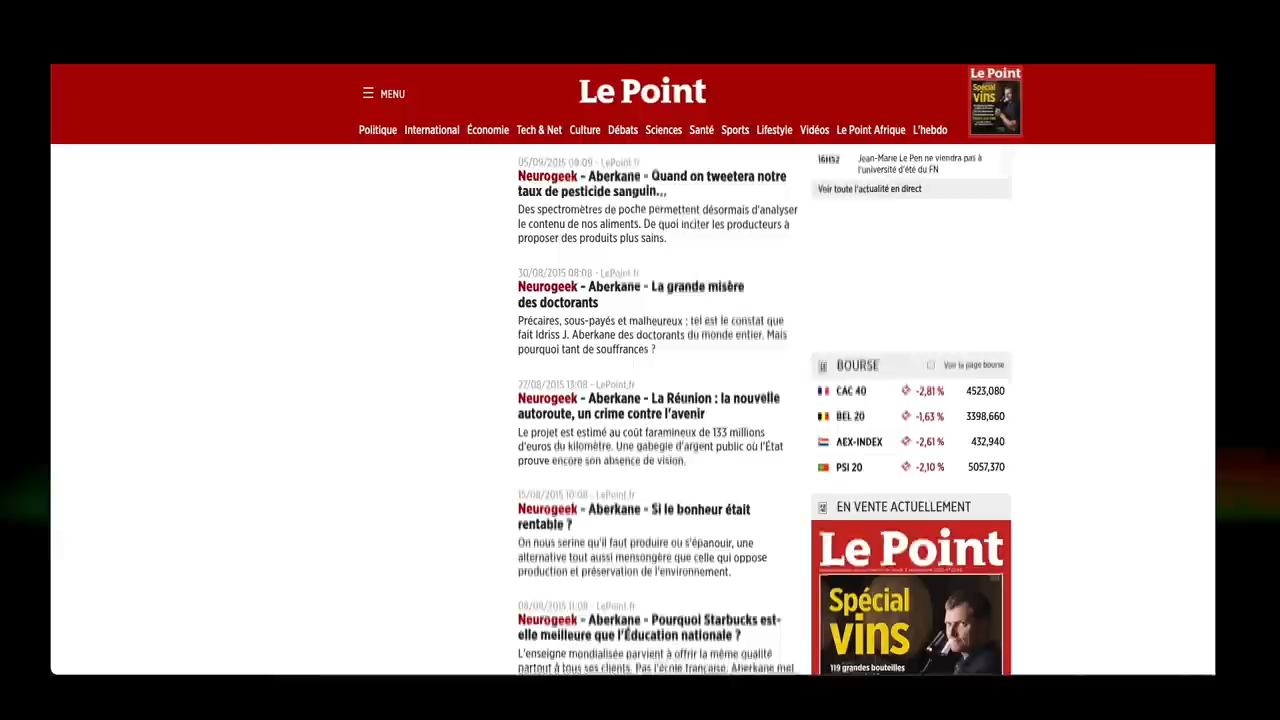 ☰ MENU
Le Point
Le Point
Spécial
vins
Politique International Économie Tech & Net Culture Débats Sciences Santé Sports Lifestyle Vidéos Le Point Afrique L'hebdo
05/09/2015 - LePoint.fr
Neurogeek - Aberkane - Quand on tweetera notre
taux de pesticide sanguin...
Des spectromètres de poche permettent désormais d'analyser
le contenu de nos aliments. De quoi inciter les producteurs à
proposer des produits plus sains.
30/08/2015 08:08 - LePoint.fr
Neurogeek - Aberkane - La grande misère
des doctorants
Précaires, sous-payés et malheureux : tel est le constat que
fait Idriss J. Aberkane des doctorants du monde entier. Mais
pourquoi tant de souffrances ?
27/08/2015 13:08 - LePoint.fr
Neurogeek - Aberkane - La Réunion : la nouvelle
autoroute, un crime contre l'avenir
Le projet est estimé au coût faramineux de 133 millions
d'euros du kilomètre. Une gabegie d'argent public où l'État
prouve encore son absence de vision.
15/08/2015 10:08 - LePoint.fr
Neurogeek - Aberkane - Si le bonheur était
rentable ?
On nous serine qu'il faut produire ou s'épanouir, une
alternative tout aussi mensongère que celle qui oppose
production et préservation de l'environnement.
08/08/2015 11:08 - LePoint.fr
Neurogeek - Aberkane - Pourquoi Starbucks est-
elle meilleure que l'Éducation nationale ?
L'enseigne mondialisée parvient à offrir la même qualité
partout à tous ses clients. Pas l'école française. Aberkane met
16H52 Jean-Marie Le Pen ne viendra pas à
l'université d'été du FN
Voir toute l'actualité en direct
BOURSE Voir la page bourse
CAC 40 -2,81 % 4523,080
BEL 20 -1,63 % 3398,660
AEX-INDEX -2,61 % 432,940
PSI 20 -2,10 % 5057,370
EN VENTE ACTUELLEMENT
Le Point
Spécial
vins
119 grandes bouteilles